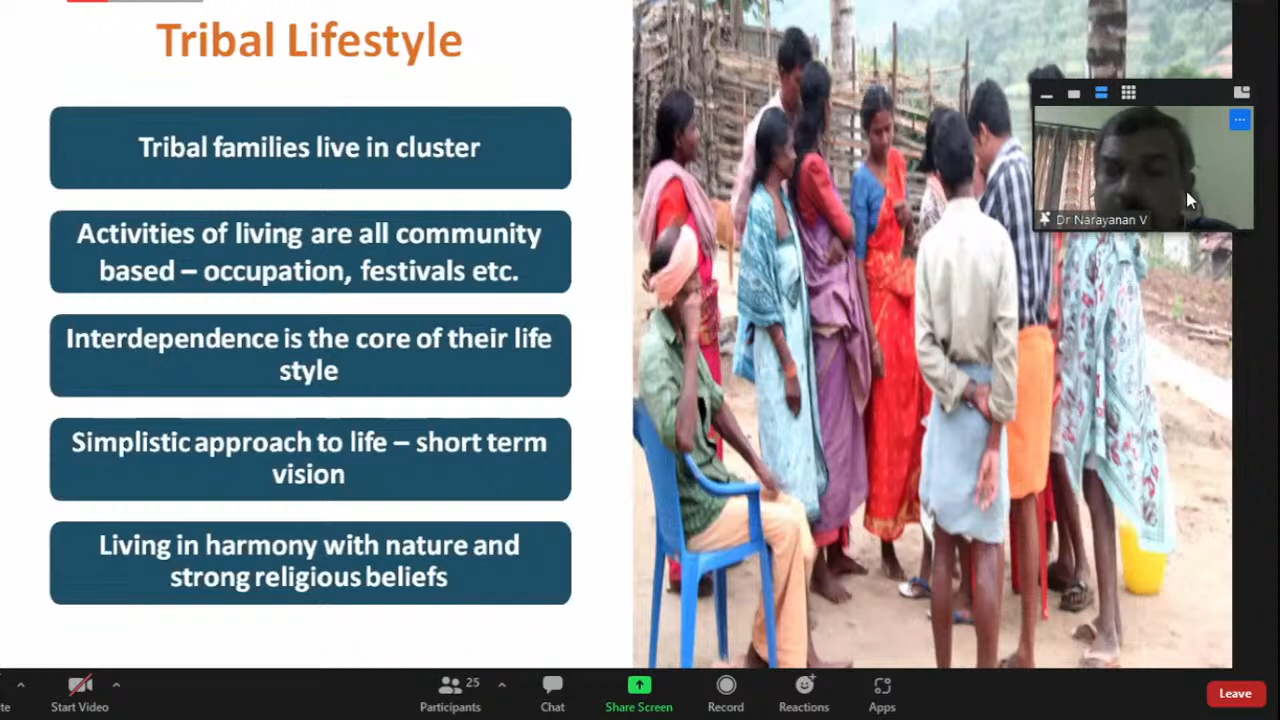 Tribal Lifestyle
Tribal families live in cluster
Activities of living are all community
based – occupation, festivals etc.
Interdependence is the core of their life
style
Simplistic approach to life – short term
vision
Living in harmony with nature and
strong religious beliefs
Dr Narayanan V
te
Start Video
25
Participants
Chat
Share Screen
Record
Reactions
Apps
Leave